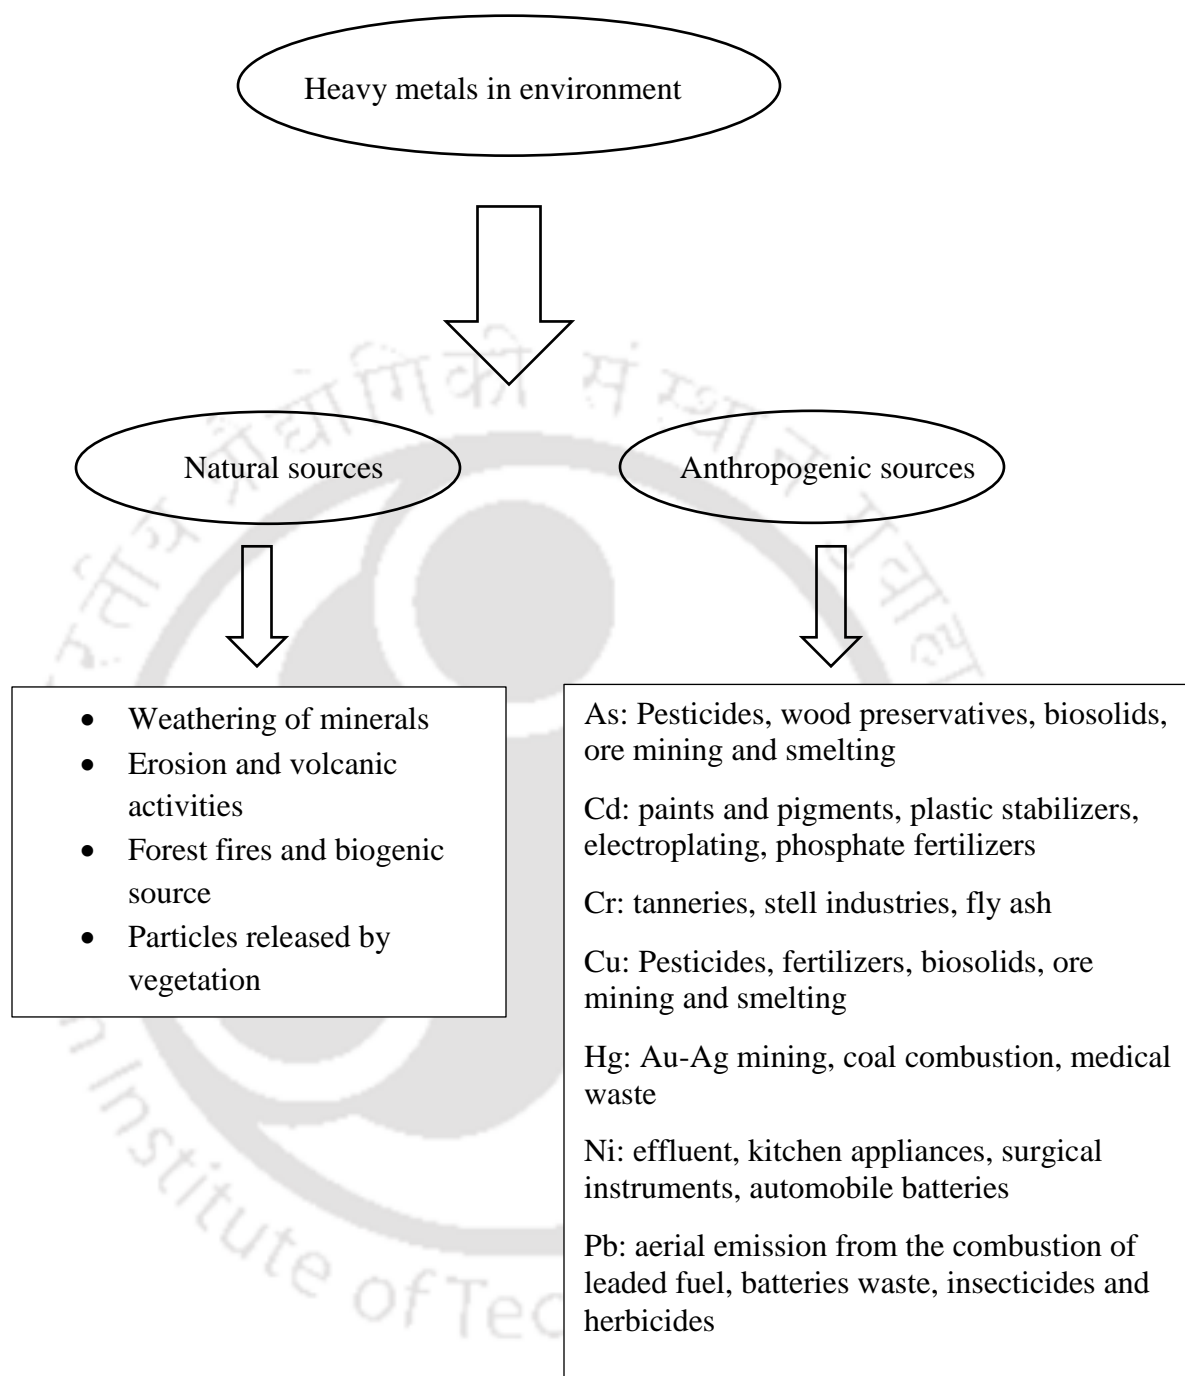 Heavy metals in environment
Natural sources
Anthropogenic sources
• Weathering of minerals
• Erosion and volcanic
activities
• Forest fires and biogenic
source
• Particles released by
vegetation
As: Pesticides, wood preservatives, biosolids,
ore mining and smelting
Cd: paints and pigments, plastic stabilizers,
electroplating, phosphate fertilizers
Cr: tanneries, stell industries, fly ash
Cu: Pesticides, fertilizers, biosolids, ore
mining and smelting
Hg: Au-Ag mining, coal combustion, medical
waste
Ni: effluent, kitchen appliances, surgical
instruments, automobile batteries
Pb: aerial emission from the combustion of
leaded fuel, batteries waste, insecticides and
herbicides
Institute of Tec